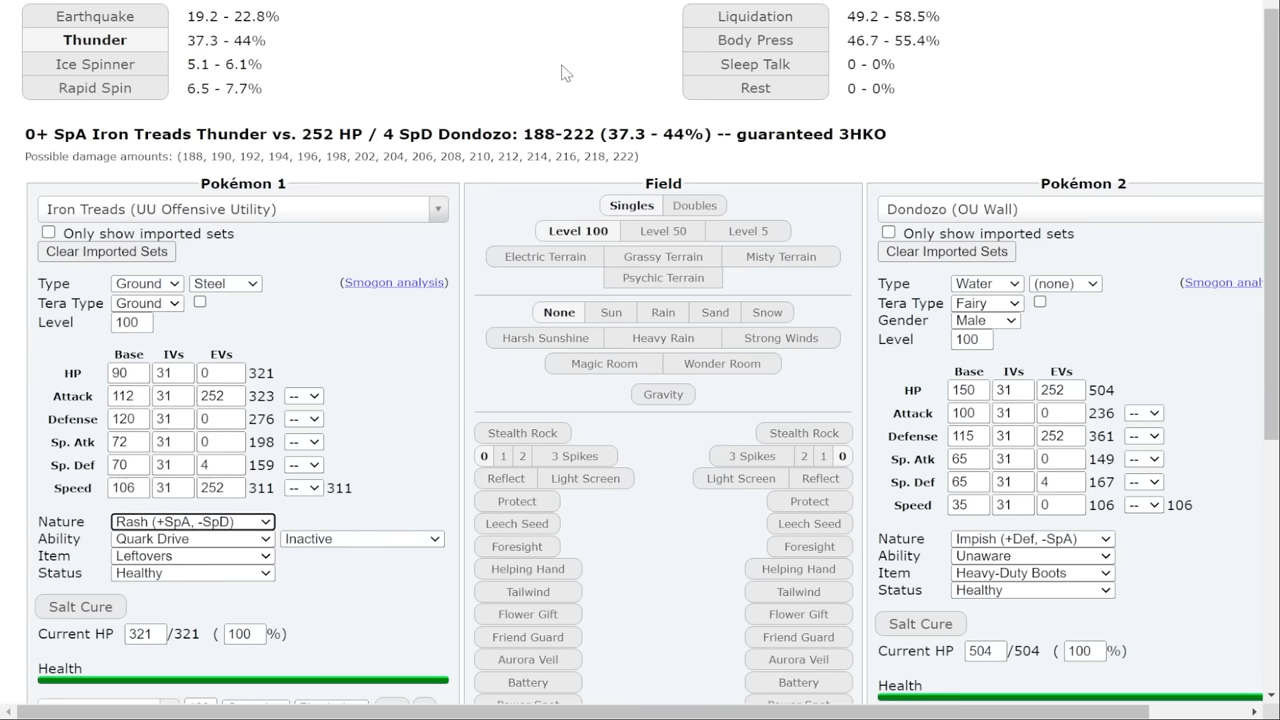 Earthquake 19.2 - 22.8% Liquidation 49.2 - 58.5%
Thunder 37.3 - 44% Body Press 46.7 - 55.4%
Ice Spinner 5.1 - 6.1% Sleep Talk 0 - 0%
Rapid Spin 6.5 - 7.7% Rest 0 - 0%
0+ SpA Iron Treads Thunder vs. 252 HP / 4 SpD Dondozo: 188-222 (37.3 - 44%) -- guaranteed 3HKO
Possible damage amounts: (188, 190, 192, 194, 196, 198, 202, 204, 206, 208, 210, 212, 214, 216, 218, 222)
Pokémon 1
Iron Treads (UU Offensive Utility)
Only show imported sets
Clear Imported Sets
Type Ground Steel (Smogon analysis)
Tera Type Ground
Level 100
Base IVs EVs
HP 90 31 0 321
Attack 112 31 252 323 --
Defense 120 31 0 276 --
Sp. Atk 72 31 0 198 --
Sp. Def 70 31 4 159 --
Speed 106 31 252 311 -- 311
Nature Rash (+SpA, -SpD)
Ability Quark Drive Inactive
Item Leftovers
Status Healthy
Salt Cure
Current HP 321 /321 ( 100 %)
Health
Field
Singles Doubles
Level 100 Level 50 Level 5
Electric Terrain Grassy Terrain Misty Terrain
Psychic Terrain
None Sun Rain Sand Snow
Harsh Sunshine Heavy Rain Strong Winds
Magic Room Wonder Room
Gravity
Stealth Rock Stealth Rock
0 1 2 3 Spikes 3 Spikes 2 1 0
Reflect Light Screen Light Screen Reflect
Protect Protect
Leech Seed Leech Seed
Foresight Foresight
Helping Hand Helping Hand
Tailwind Tailwind
Flower Gift Flower Gift
Friend Guard Friend Guard
Aurora Veil Aurora Veil
Battery Battery
Pokémon 2
Dondozo (OU Wall)
Only show imported sets
Clear Imported Sets
Type Water (none) (Smogon anal
Tera Type Fairy
Gender Male
Level 100
Base IVs EVs
HP 150 31 252 504
Attack 100 31 0 236 --
Defense 115 31 252 361 --
Sp. Atk 65 31 0 149 --
Sp. Def 65 31 4 167 --
Speed 35 31 0 106 -- 106
Nature Impish (+Def, -SpA)
Ability Unaware
Item Heavy-Duty Boots
Status Healthy
Salt Cure
Current HP 504 /504 ( 100 %)
Health